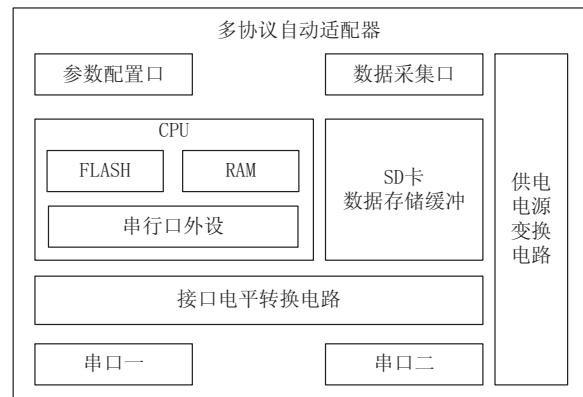 多协议自动适配器
参数配置口
数据采集口
CPU
FLASH
RAM
串行口外设
SD卡
数据存储缓冲
供电
电源
变换
电路
接口电平转换电路
串口一
串口二